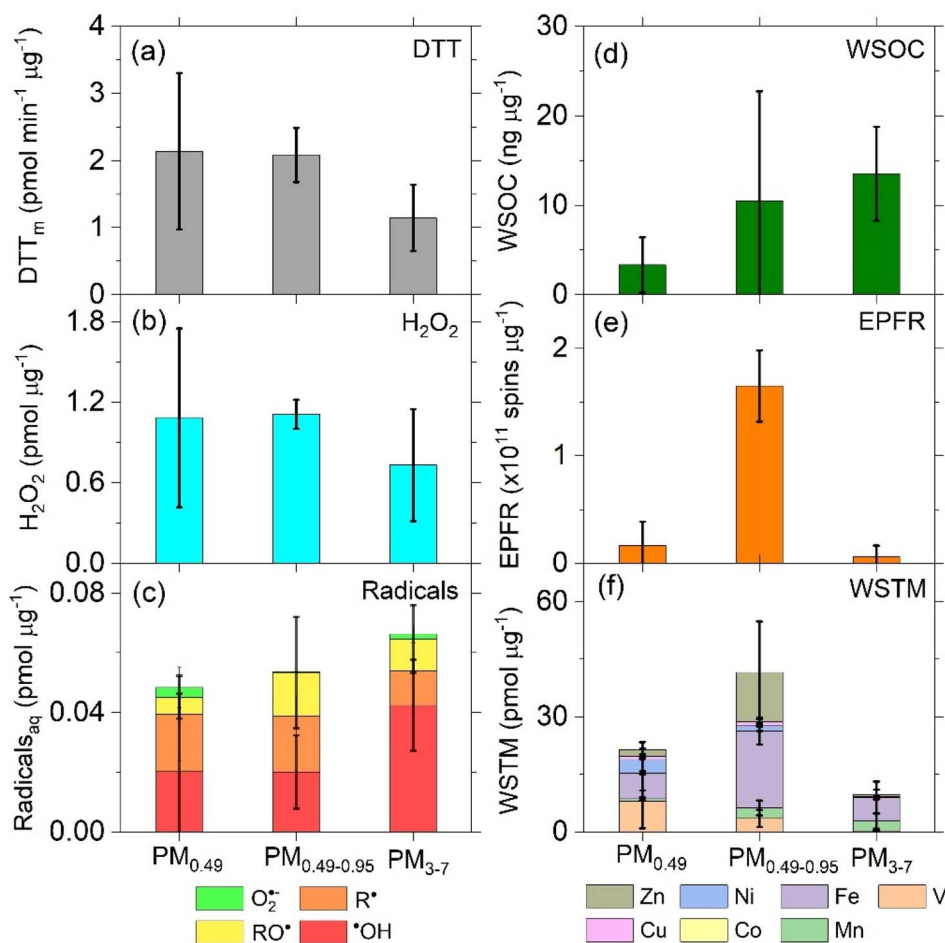 (a) DTT
DTTm (pmol min⁻¹ μg⁻¹)
4
3
2
1
0
(b) H₂O₂
H₂O₂ (pmol μg⁻¹)
1.8
1.2
0.6
0.0
(c) Radicals
Radicals_aq (pmol μg⁻¹)
0.08
0.04
0.00
PM₀.₄₉ PM₀.₄₉₋₀.₉₅ PM₃₋₇
O₂•⁻ R•
RO• •OH
(d) WSOC
WSOC (ng μg⁻¹)
30
20
10
0
(e) EPFR
EPFR (x10¹¹ spins μg⁻¹)
2
1
0
(f) WSTM
WSTM (pmol μg⁻¹)
60
30
0
PM₀.₄₉ PM₀.₄₉₋₀.₉₅ PM₃₋₇
Zn Ni Fe V
Cu Co Mn